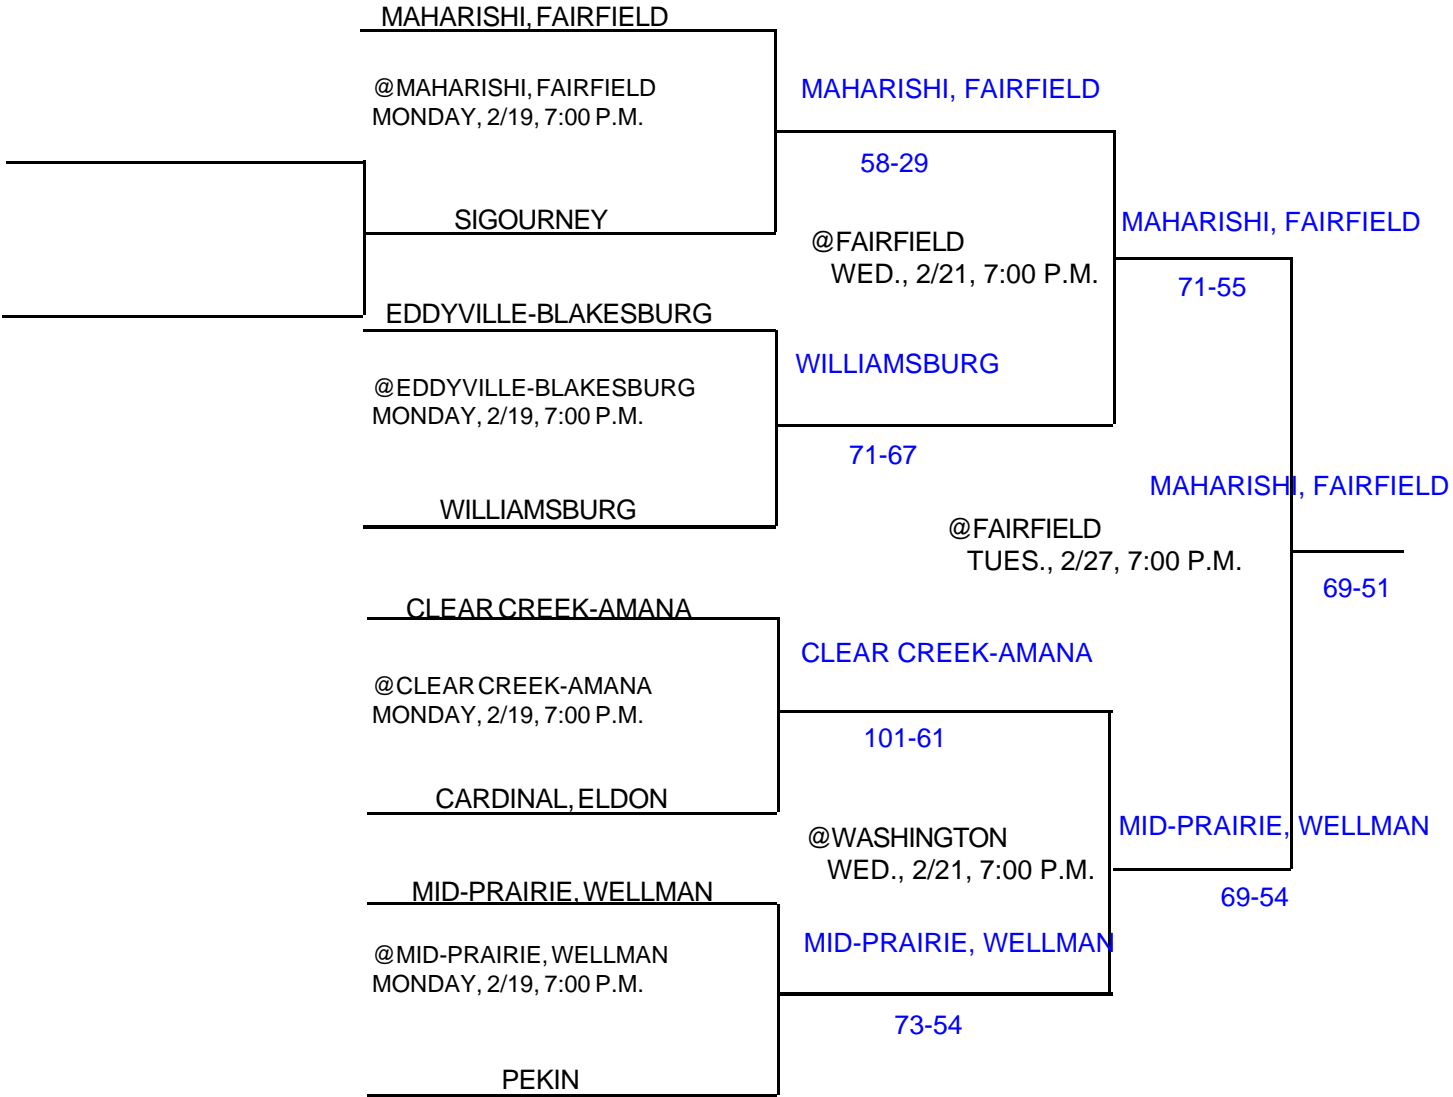 MAHARISHI, FAIRFIELD
@MAHARISHI, FAIRFIELD
MONDAY, 2/19, 7:00 P.M.
MAHARISHI, FAIRFIELD
58-29
SIGOURNEY
@FAIRFIELD
WED., 2/21, 7:00 P.M.
MAHARISHI, FAIRFIELD
71-55
EDDYVILLE-BLAKESBURG
@EDDYVILLE-BLAKESBURG
MONDAY, 2/19, 7:00 P.M.
WILLIAMSBURG
71-67
WILLIAMSBURG
MAHARISHI, FAIRFIELD
@FAIRFIELD
TUES., 2/27, 7:00 P.M.
69-51
CLEAR CREEK-AMANA
@CLEAR CREEK-AMANA
MONDAY, 2/19, 7:00 P.M.
CLEAR CREEK-AMANA
101-61
CARDINAL, ELDON
@WASHINGTON
WED., 2/21, 7:00 P.M.
MID-PRAIRIE, WELLMAN
69-54
MID-PRAIRIE, WELLMAN
@MID-PRAIRIE, WELLMAN
MONDAY, 2/19, 7:00 P.M.
MID-PRAIRIE, WELLMAN
73-54
PEKIN